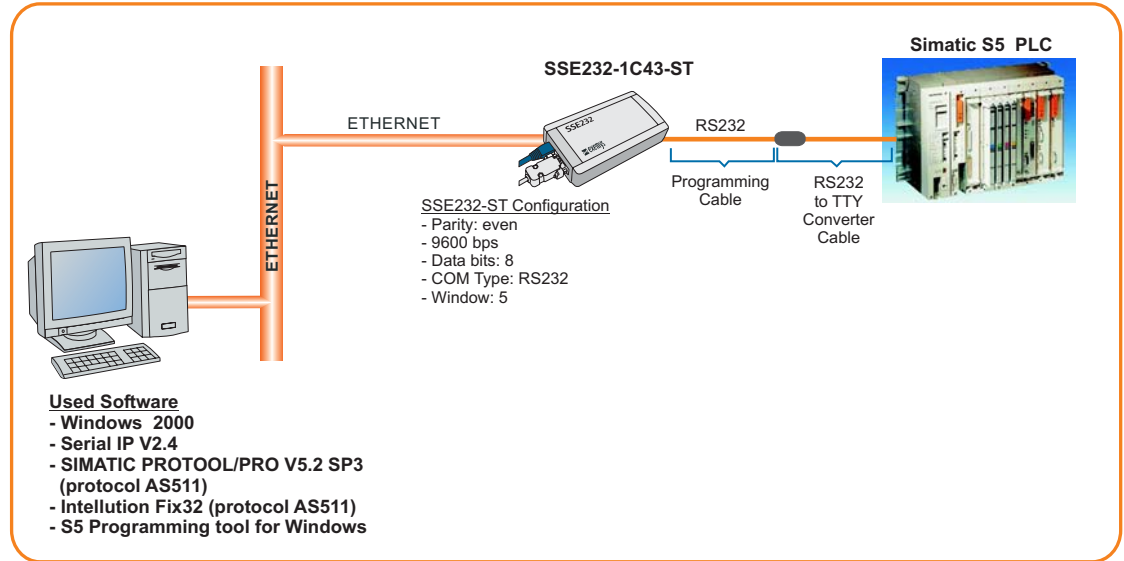 Simatic S5 PLC
SSE232-1C43-ST
ETHERNET
SSE232
exemys
RS232
Programming
Cable
RS232
to TTY
Converter
Cable
SSE232-ST Configuration
- Parity: even
- 9600 bps
- Data bits: 8
- COM Type: RS232
- Window: 5
ETHERNET
Used Software
- Windows 2000
- Serial IP V2.4
- SIMATIC PROTOOL/PRO V5.2 SP3
(protocol AS511)
- Intellution Fix32 (protocol AS511)
- S5 Programming tool for Windows